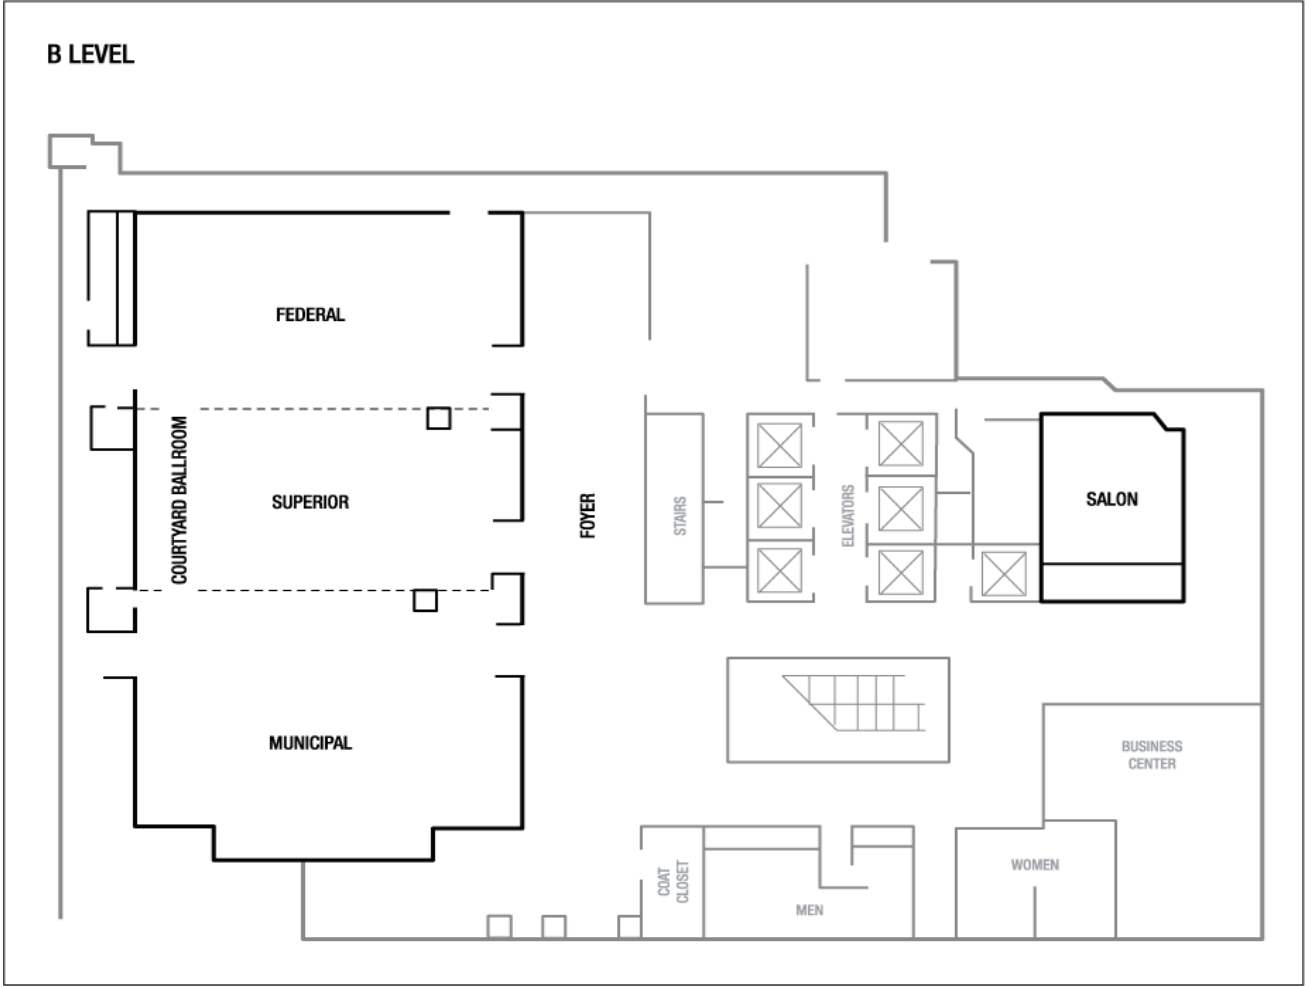 B LEVEL
FEDERAL
COURTYARD BALLROOM
SUPERIOR
FOYER
STAIRS
ELEVATORS
SALON
MUNICIPAL
BUSINESS
CENTER
COAT
CLOSET
MEN
WOMEN